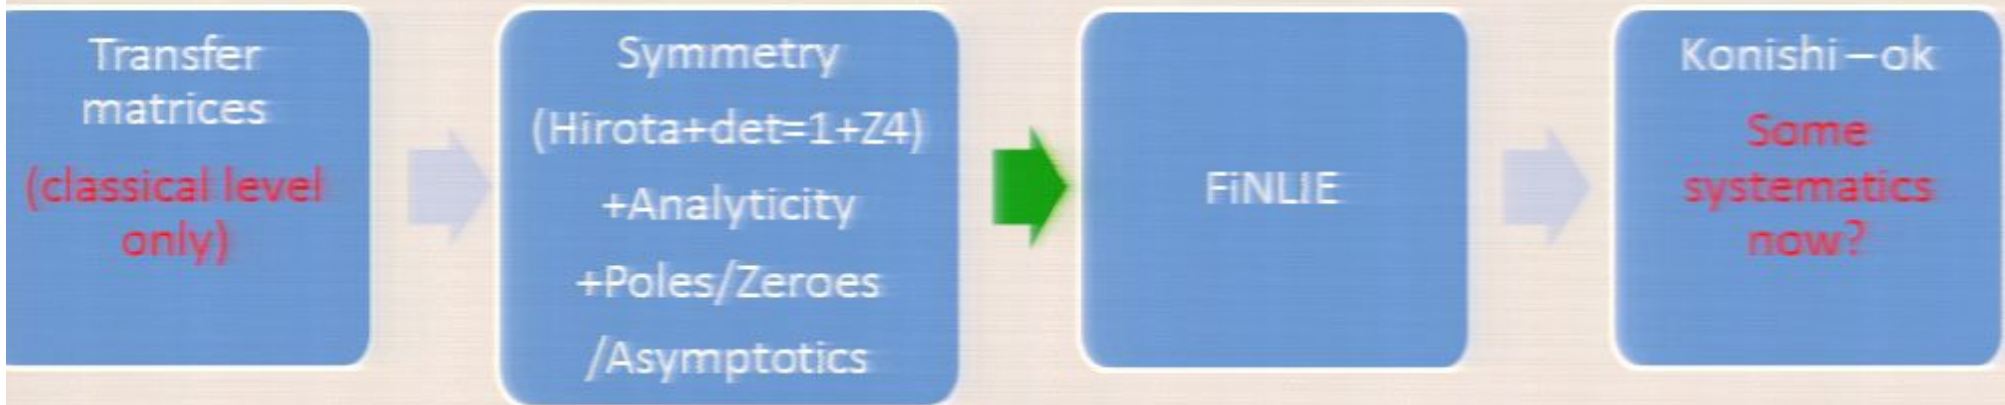 Transfer
matrices
(classical level
only)
Symmetry
(Hirota+det=1+Z4)
+Analyticity
+Poles/Zeroes
/Asymptotics
FiNLIE
Konishi–ok
Some
systematics
now?